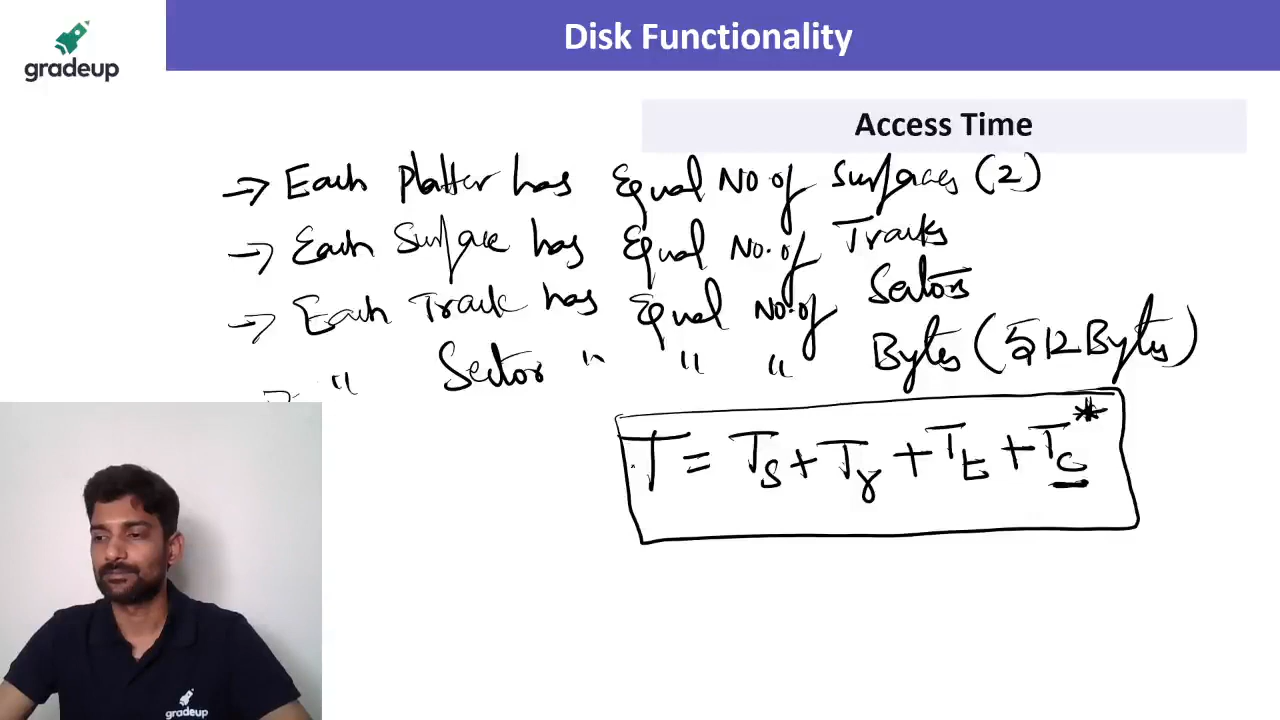 gradeup
Disk Functionality
Access Time
→ Each Platter has Equal No of Surfaces (2)
→ Each Surface has Equal No. of Tracks
→ Each Track has Equal No. of Sectors
→ " Sector " " " Bytes (512 Bytes)
T = Ts + Tr + Tt + Tc*
gradeup